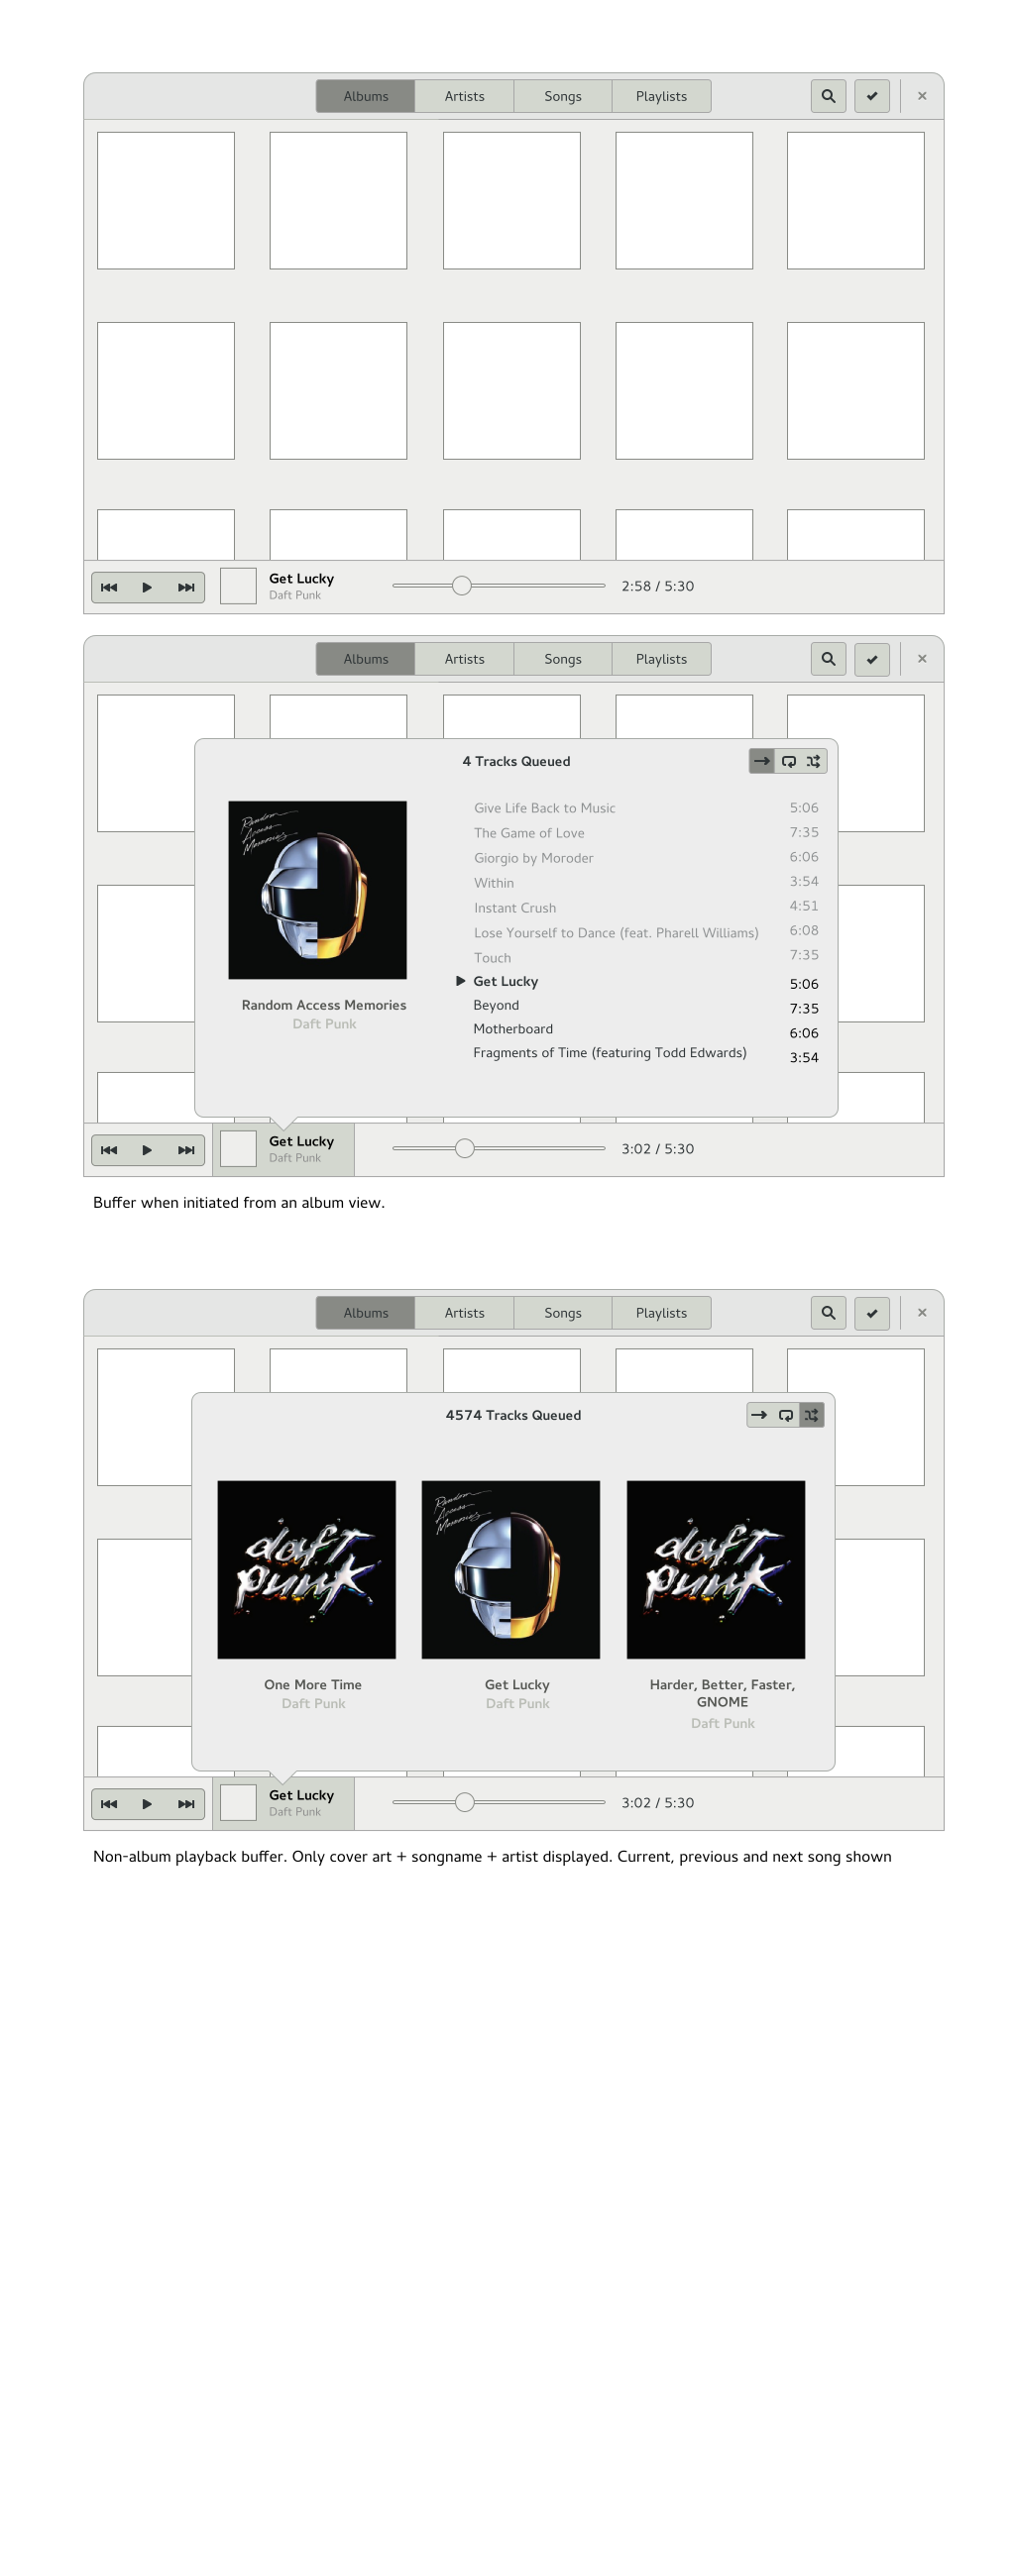 Albums Artists Songs Playlists
Get Lucky
Daft Punk
2:58 / 5:30
Albums Artists Songs Playlists
4 Tracks Queued
Random
Access
Memories
Give Life Back to Music 5:06
The Game of Love 7:35
Giorgio by Moroder 6:06
Within 3:54
Instant Crush 4:51
Lose Yourself to Dance (feat. Pharell Williams) 6:08
Touch 7:35
Get Lucky 5:06
Beyond 7:35
Motherboard 6:06
Fragments of Time (featuring Todd Edwards) 3:54
Random Access Memories
Daft Punk
Get Lucky
Daft Punk
3:02 / 5:30
Buffer when initiated from an album view.
Albums Artists Songs Playlists
4574 Tracks Queued
daft
punk
Random
Access
Memories
daft
punk
One More Time
Daft Punk
Get Lucky
Daft Punk
Harder, Better, Faster,
GNOME
Daft Punk
Get Lucky
Daft Punk
3:02 / 5:30
Non-album playback buffer. Only cover art + songname + artist displayed. Current, previous and next song shown